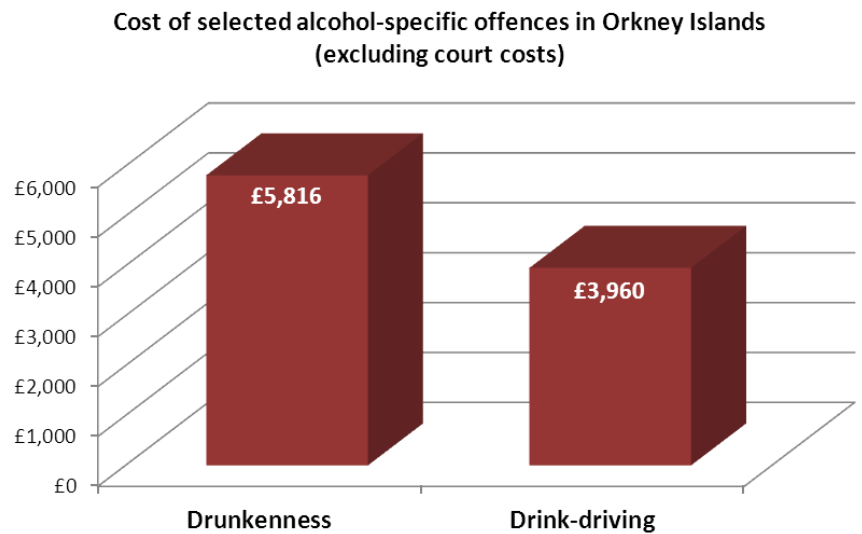 Cost of selected alcohol-specific offences in Orkney Islands
(excluding court costs)
£6,000
£5,000
£4,000
£3,000
£2,000
£1,000
£0
£5,816
£3,960
Drunkenness
Drink-driving